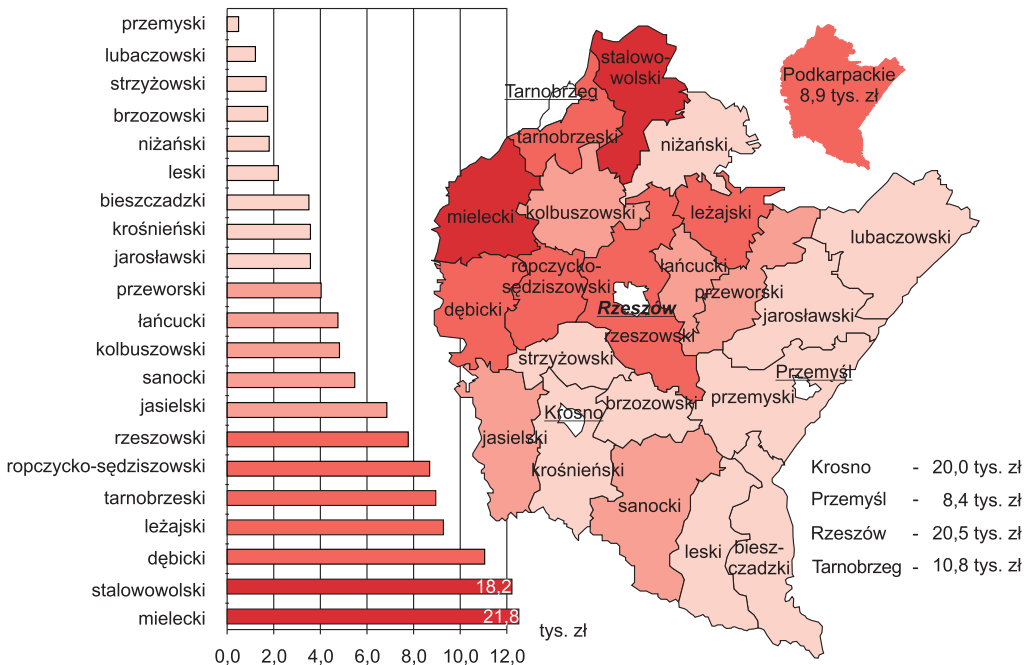 przemyski
lubaczowski
strzyżowski
brzozowski
niżański
leski
bieszczadzki
krośnieński
jarosławski
przeworski
łańcucki
kolbuszowski
sanocki
jasielski
rzeszowski
ropczycko-sędziszowski
tarnobrzeski
leżajski
dębicki
stalowowolski
18,2
mielecki
21,8
tys. zł
0,0 2,0 4,0 6,0 8,0 10,0 12,0
stalowo-
wolski
Tarnobrzeg
tarnobrzeski
niżański
mielecki
kolbuszowski
leżajski
lubaczowski
ropczycko-
sędziszowski
łańcucki
przeworski
dębicki
Rzeszów
rzeszowski
jarosławski
strzyżowski
Przemyśl
przemyski
Krosno
brzozowski
jasielski
krośnieński
sanocki
leski
biesz-
czadzki
Podkarpackie
8,9 tys. zł
Krosno - 20,0 tys. zł
Przemyśl - 8,4 tys. zł
Rzeszów - 20,5 tys. zł
Tarnobrzeg - 10,8 tys. zł